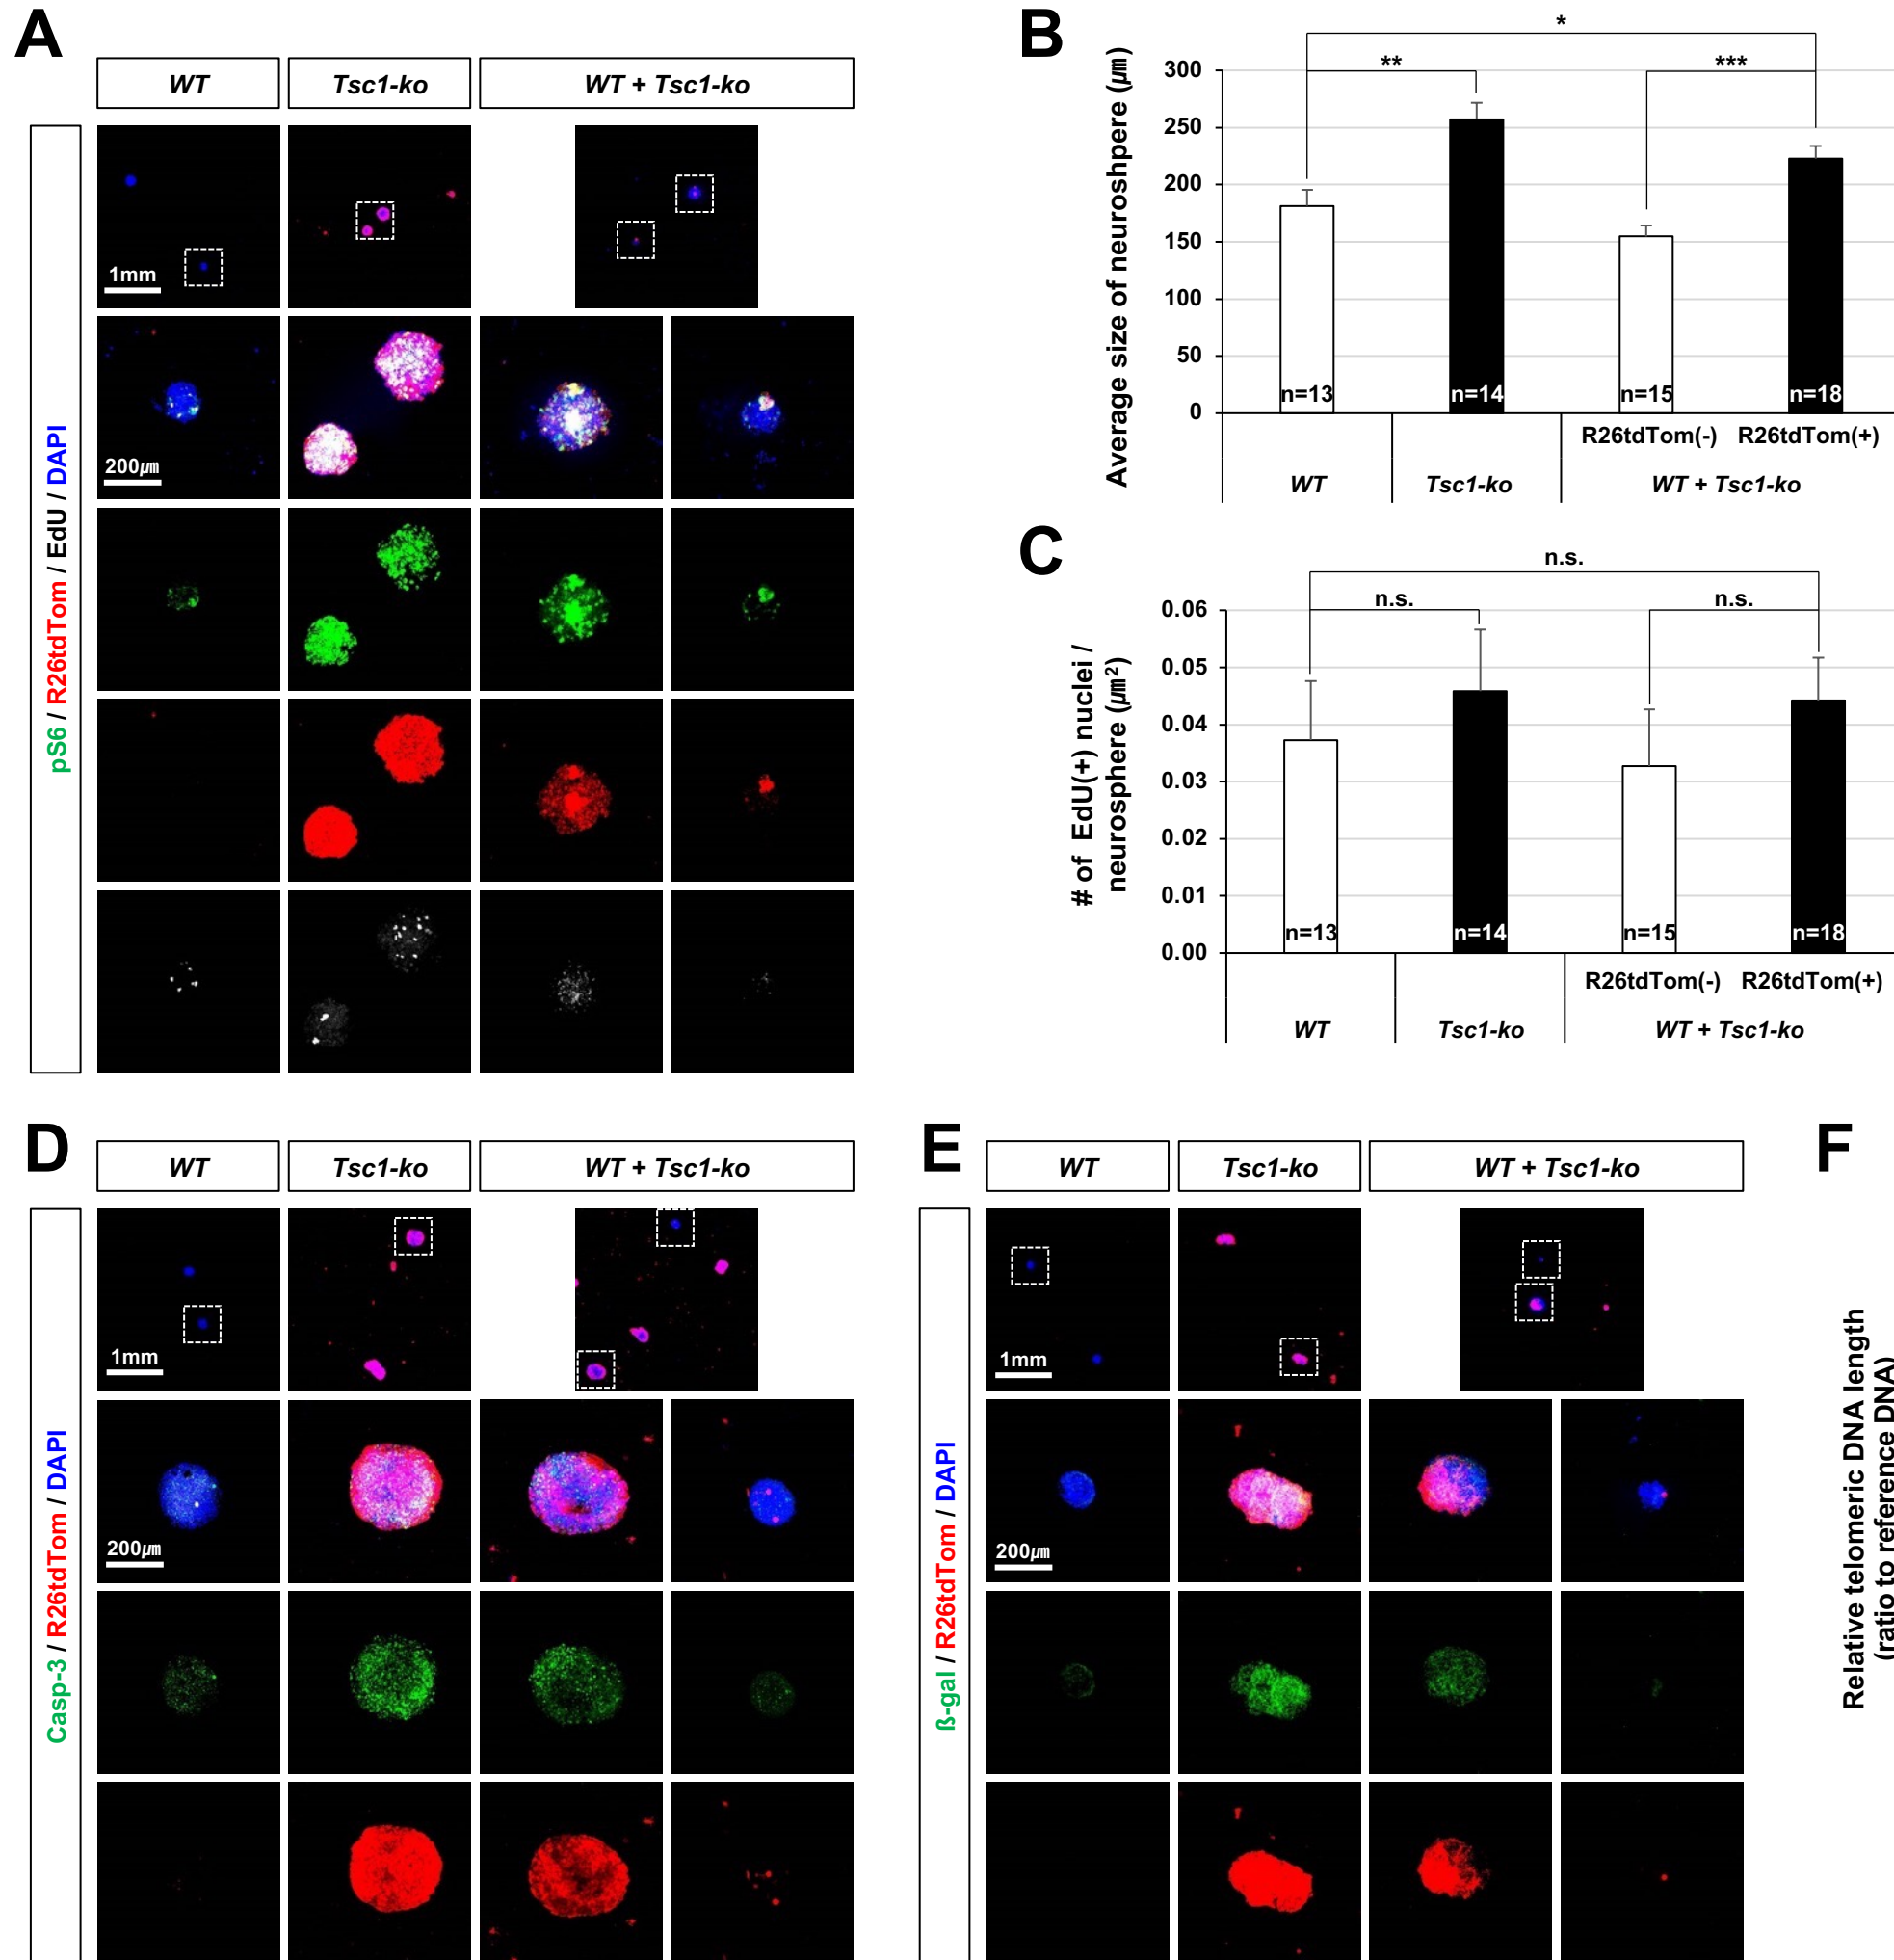 A
WT
Tsc1-ko
WT + Tsc1-ko
pS6 / R26tdTom / EdU / DAPI
1mm
200μm
B
Average size of neuroshpere (μm)
300
250
200
150
100
50
0
*
**
***
n=13
n=14
n=15
n=18
R26tdTom(-)
R26tdTom(+)
WT
Tsc1-ko
WT + Tsc1-ko
C
# of EdU(+) nuclei /
neurosphere (μm²)
0.06
0.05
0.04
0.03
0.02
0.01
0.00
n.s.
n.s.
n.s.
n=13
n=14
n=15
n=18
R26tdTom(-)
R26tdTom(+)
WT
Tsc1-ko
WT + Tsc1-ko
D
WT
Tsc1-ko
WT + Tsc1-ko
Casp-3 / R26tdTom / DAPI
1mm
200μm
E
WT
Tsc1-ko
WT + Tsc1-ko
ß-gal / R26tdTom / DAPI
1mm
200μm
F
Relative telomeric DNA length
(ratio to reference DNA)